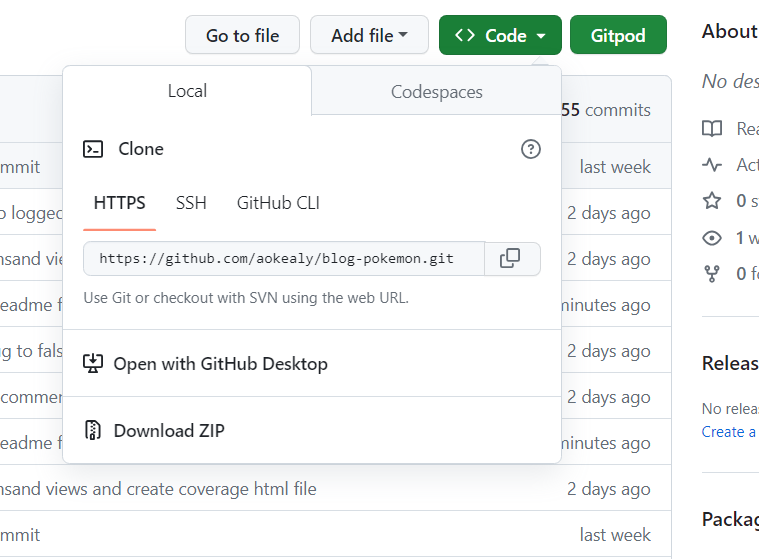 Go to file
Add file
Code
Gitpod
About
No des
Local
Codespaces
55 commits
Clone
Rea
mmit
last week
Act
HTTPS
SSH
GitHub CLI
0 s
o logged
2 days ago
1 w
https://github.com/aokealy/blog-pokemon.git
nsand vie
2 days ago
0 fo
Use Git or checkout with SVN using the web URL.
eadme f
minutes ago
g to fals
2 days ago
Open with GitHub Desktop
Releas
commen
2 days ago
No relea
Download ZIP
Create a
eadme f
minutes ago
nsand views and create coverage html file
2 days ago
Packag
mmit
last week